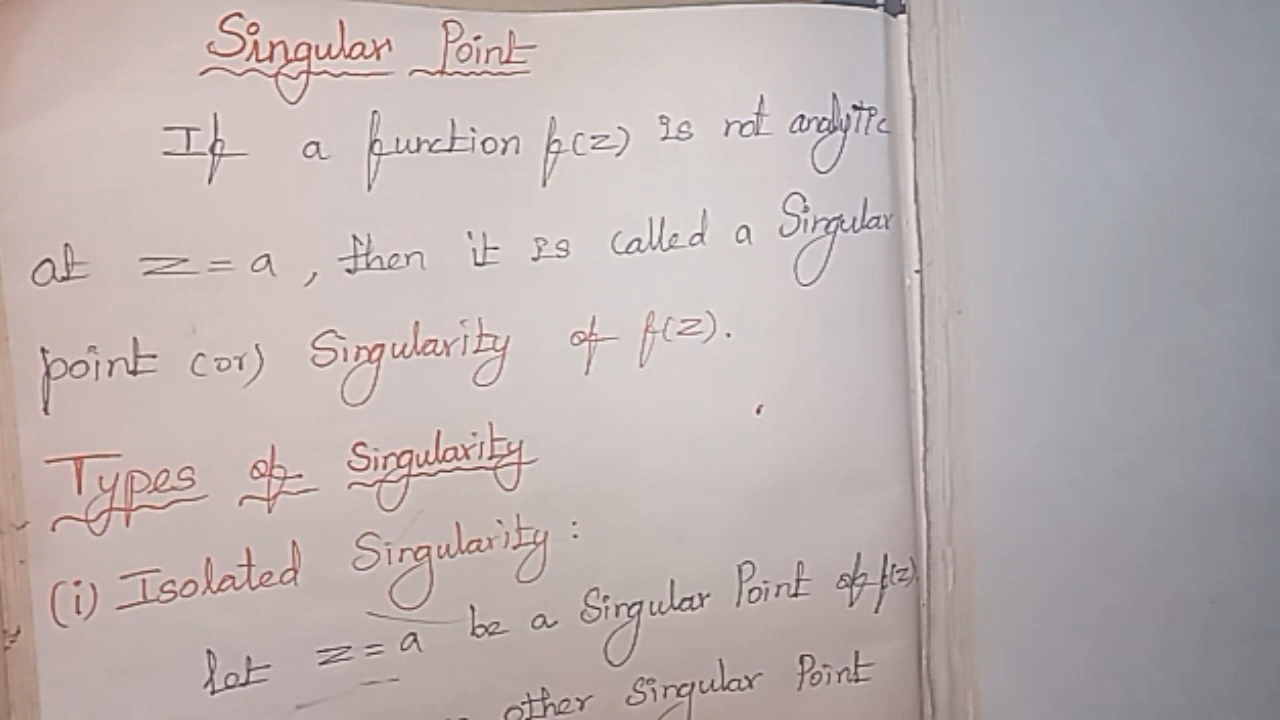 Singular Point
If a function f(z) is not analytic
at z=a, then it is called a Singular
point (or) Singularity of f(z).
Types of Singularity
(i) Isolated Singularity:
Let z=a be a Singular Point of f(z).
other Singular Point